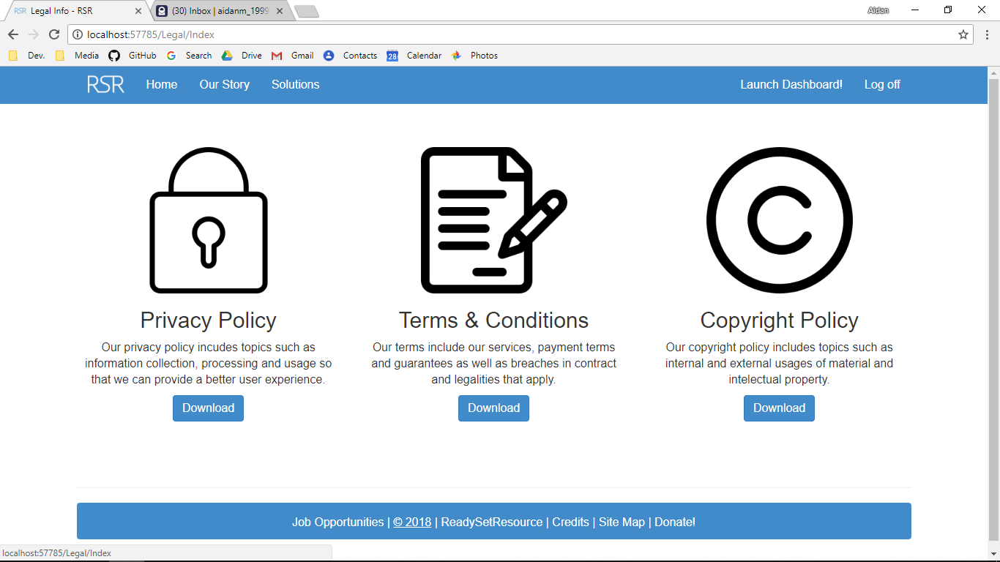 Legal Info - RSR
(30) Inbox | aidanm_1999
Aidan
localhost:57785/Legal/Index
Dev. Media GitHub Search Drive Gmail 28 Contacts Calendar Photos
RSR Home Our Story Solutions Launch Dashboard! Log off
Privacy Policy
Our privacy policy incudes topics such as
information collection, processing and usage so
that we can provide a better user experience.
Download
Terms & Conditions
Our terms include our services, payment terms
and guarantees as well as breaches in contract
and legalities that apply.
Download
Copyright Policy
Our copyright policy includes topics such as
internal and external usages of material and
intelectual property.
Download
Job Opportunities | © 2018 | ReadySetResource | Credits | Site Map | Donate!
localhost:57785/Legal/Index